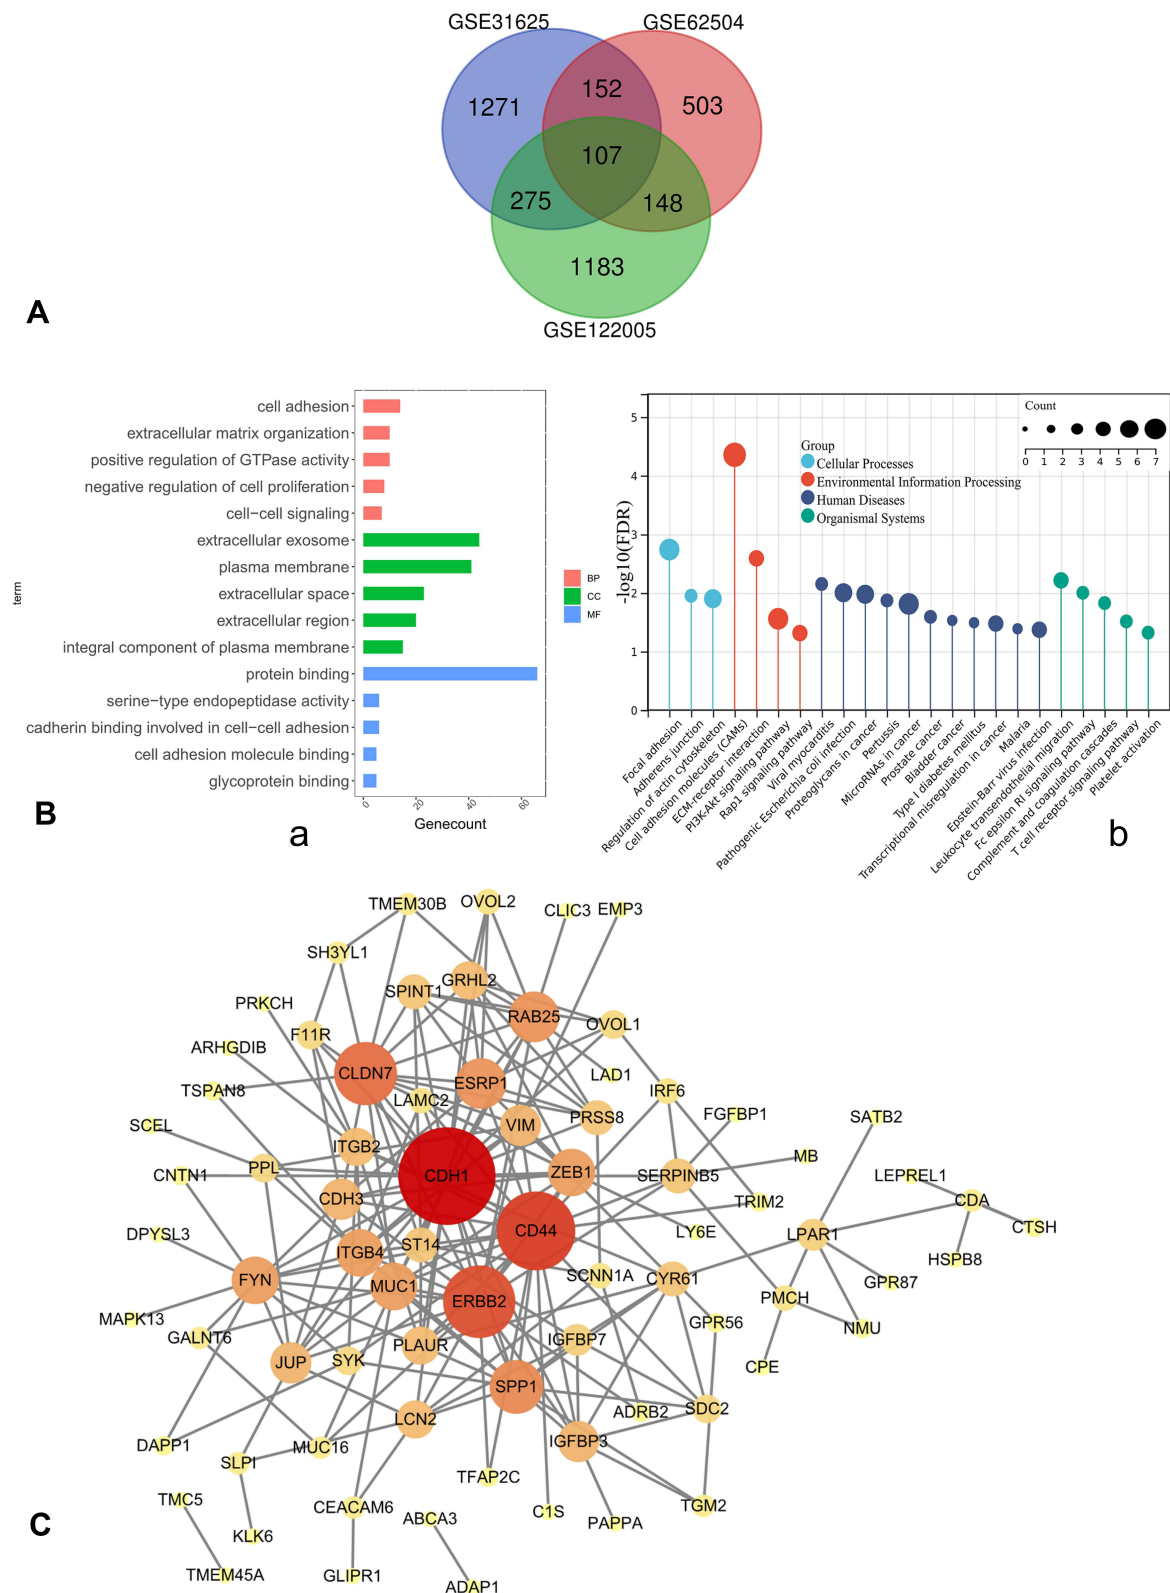 GSE31625
GSE62504
1271
152
503
107
275
148
1183
GSE122005
A
term
cell adhesion
extracellular matrix organization
positive regulation of GTPase activity
negative regulation of cell proliferation
cell−cell signaling
extracellular exosome
plasma membrane
extracellular space
extracellular region
integral component of plasma membrane
protein binding
serine−type endopeptidase activity
cadherin binding involved in cell−cell adhesion
cell adhesion molecule binding
glycoprotein binding
0
20
40
60
Genecount
BP
CC
MF
B
a
-log10(FDR)
5
4
3
2
1
0
Count
0 1 2 3 4 5 6 7
Group
Cellular Processes
Environmental Information Processing
Human Diseases
Organismal Systems
Focal adhesion
Adherens junction
Regulation of actin cytoskeleton
Cell adhesion molecules (CAMs)
ECM-receptor interaction
PI3K-Akt signaling pathway
Rap1 signaling pathway
Viral myocarditis
Pathogenic Escherichia coli infection
Proteoglycans in cancer
Pertussis
MicroRNAs in cancer
Prostate cancer
Bladder cancer
Type I diabetes mellitus
Transcriptional misregulation in cancer
Malaria
Epstein-Barr virus infection
Leukocyte transendothelial migration
Fc epsilon RI signaling pathway
Complement and coagulation cascades
T cell receptor signaling pathway
Platelet activation
b
TMEM30B
OVOL2
CLIC3
EMP3
SH3YL1
SPINT1
GRHL2
PRKCH
RAB25
OVOL1
F11R
ARHGDIB
CLDN7
ESRP1
LAD1
TSPAN8
LAMC2
IRF6
FGFBP1
SATB2
SCEL
VIM
PRSS8
ITGB2
MB
CNTN1
PPL
CDH1
ZEB1
SERPINB5
LEPREL1
CDH3
TRIM2
CDA
DPYSL3
CD44
LY6E
LPAR1
CTSH
ITGB4
ST14
HSPB8
FYN
MUC1
SCNN1A
CYR61
GPR87
ERBB2
PMCH
MAPK13
GPR56
NMU
GALNT6
PLAUR
IGFBP7
JUP
SYK
CPE
SPP1
LCN2
ADRB2
SDC2
DAPP1
MUC16
IGFBP3
SLPI
TFAP2C
TMC5
CEACAM6
ABCA3
C1S
PAPPA
TGM2
KLK6
C
TMEM45A
GLIPR1
ADAP1